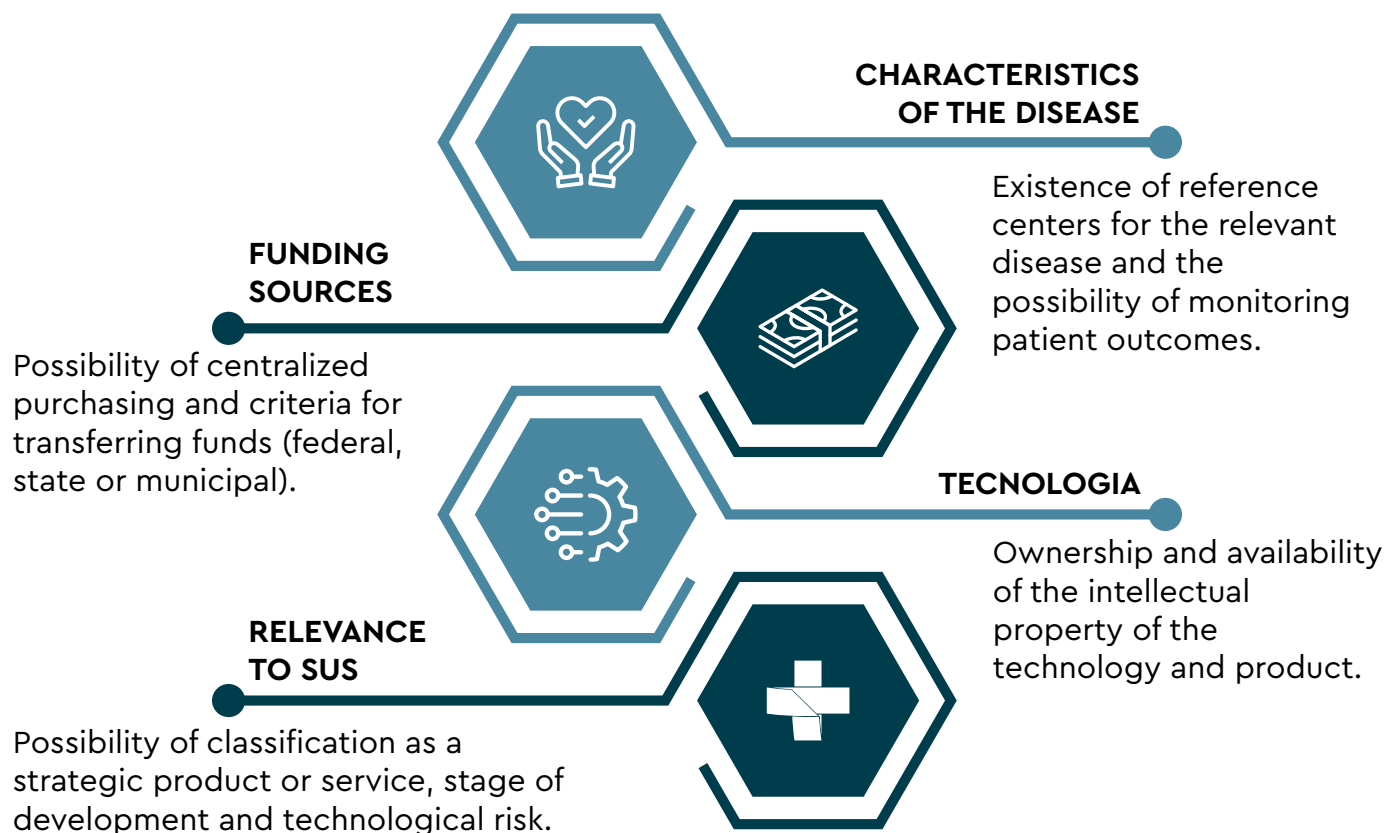 CHARACTERISTICS
OF THE DISEASE
Existence of reference
centers for the relevant
disease and the
possibility of monitoring
patient outcomes.
FUNDING
SOURCES
Possibility of centralized
purchasing and criteria for
transferring funds (federal,
state or municipal).
TECNOLOGIA
Ownership and availability
of the intellectual
property of the
technology and product.
RELEVANCE
TO SUS
Possibility of classification as a
strategic product or service, stage of
development and technological risk.